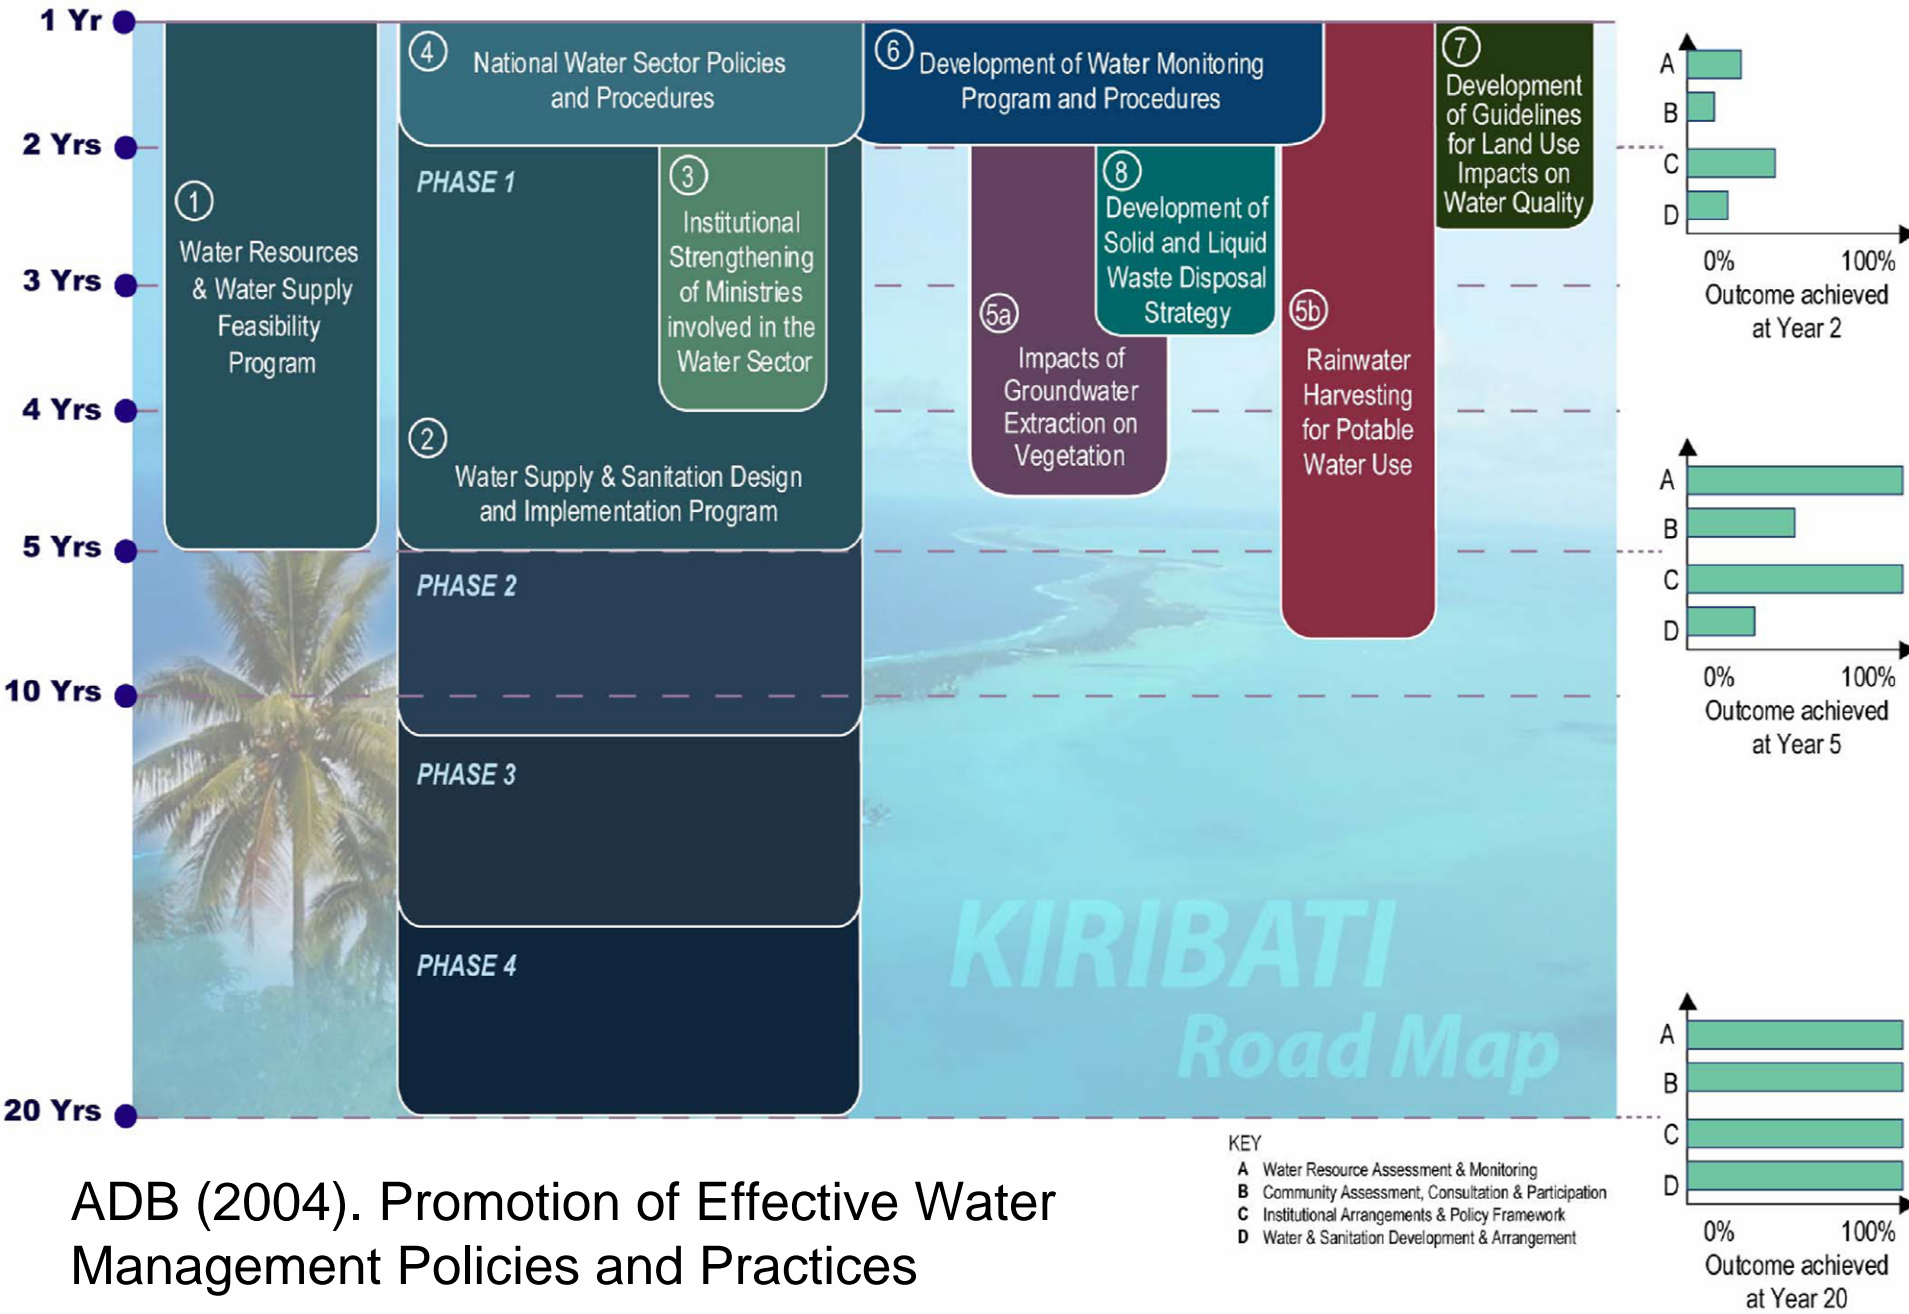 1 Yr
2 Yrs
3 Yrs
4 Yrs
5 Yrs
10 Yrs
20 Yrs
1
Water Resources
& Water Supply
Feasibility
Program
4
National Water Sector Policies
and Procedures
PHASE 1
3
Institutional
Strengthening
of Ministries
involved in the
Water Sector
2
Water Supply & Sanitation Design
and Implementation Program
PHASE 2
PHASE 3
PHASE 4
6
Development of Water Monitoring
Program and Procedures
5a
Impacts of
Groundwater
Extraction on
Vegetation
8
Development of
Solid and Liquid
Waste Disposal
Strategy
5b
Rainwater
Harvesting
for Potable
Water Use
7
Development
of Guidelines
for Land Use
Impacts on
Water Quality
KIRIBATI
Road Map
A
B
C
D
0% 100%
Outcome achieved
at Year 2
A
B
C
D
0% 100%
Outcome achieved
at Year 5
A
B
C
D
0% 100%
Outcome achieved
at Year 20
KEY
A Water Resource Assessment & Monitoring
B Community Assessment, Consultation & Participation
C Institutional Arrangements & Policy Framework
D Water & Sanitation Development & Arrangement
ADB (2004). Promotion of Effective Water
Management Policies and Practices